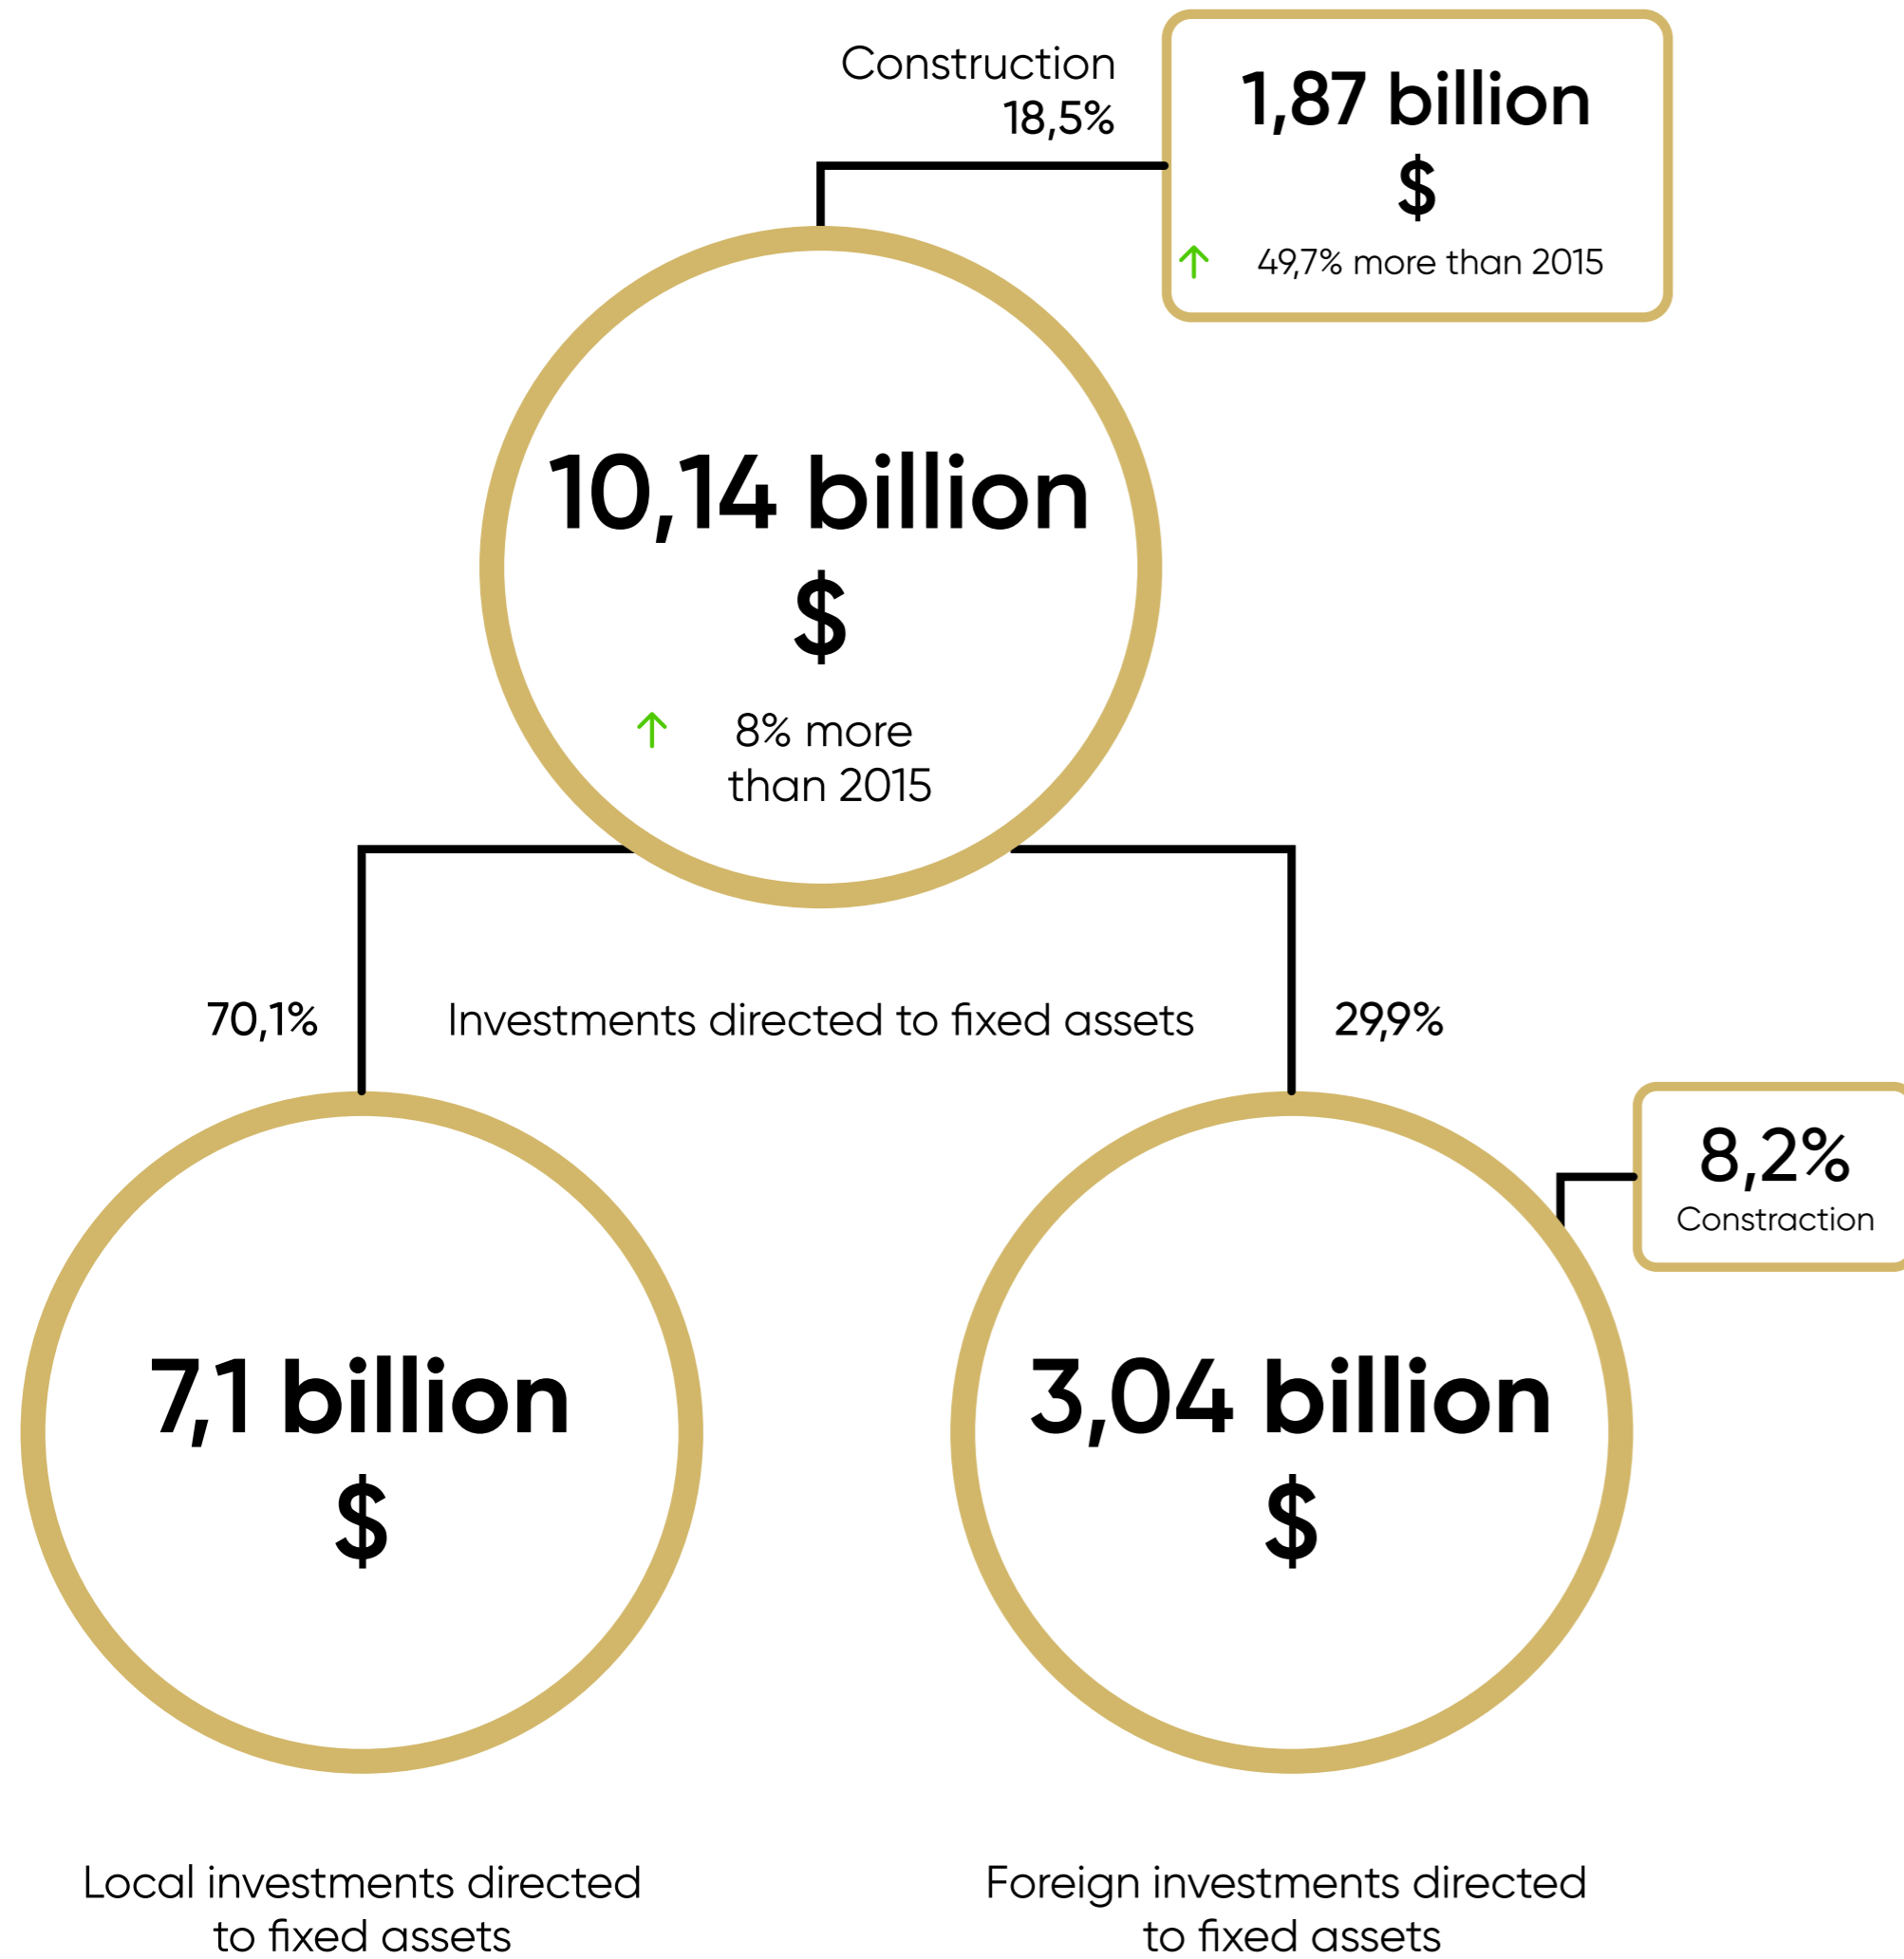 Construction
18,5%
1,87 billion
$
49,7% more than 2015
10,14 billion
$
8% more
than 2015
70,1%
Investments directed to fixed assets
29,9%
8,2%
Constraction
7,1 billion
$
3,04 billion
$
Local investments directed
to fixed assets
Foreign investments directed
to fixed assets